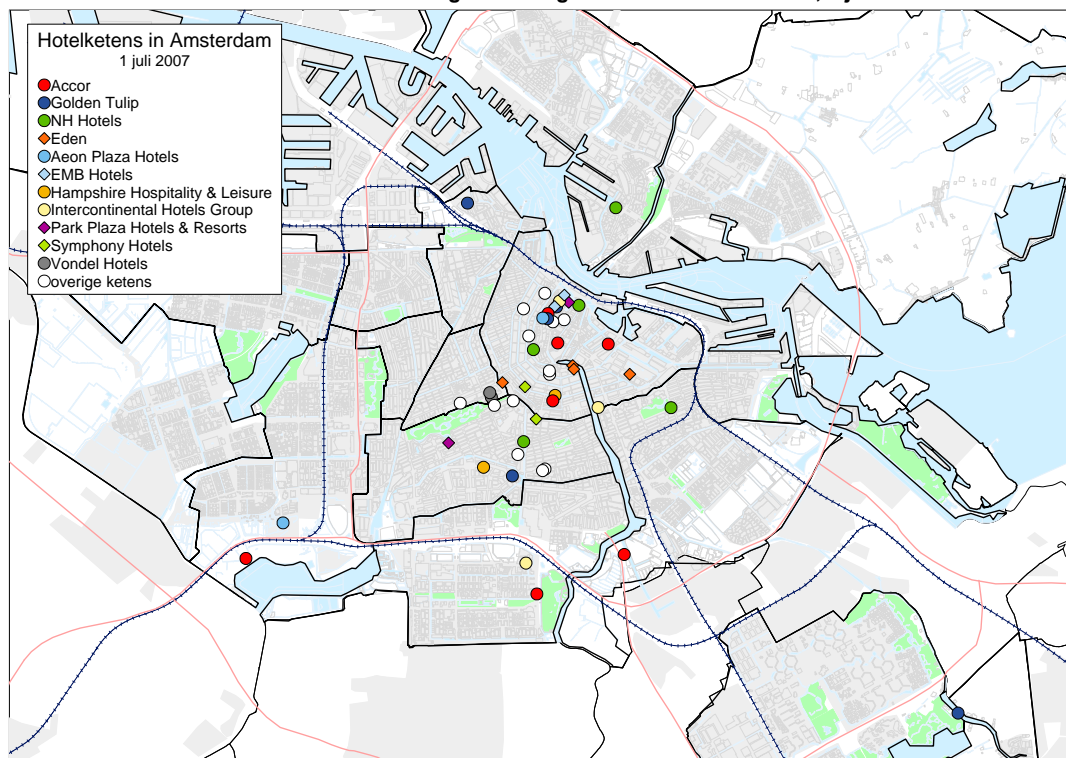 Hotelketens in Amsterdam
1 juli 2007
Accor
Golden Tulip
NH Hotels
Eden
Aeon Plaza Hotels
EMB Hotels
Hampshire Hospitality & Leisure
Intercontinental Hotels Group
Park Plaza Hotels & Resorts
Symphony Hotels
Vondel Hotels
overige ketens